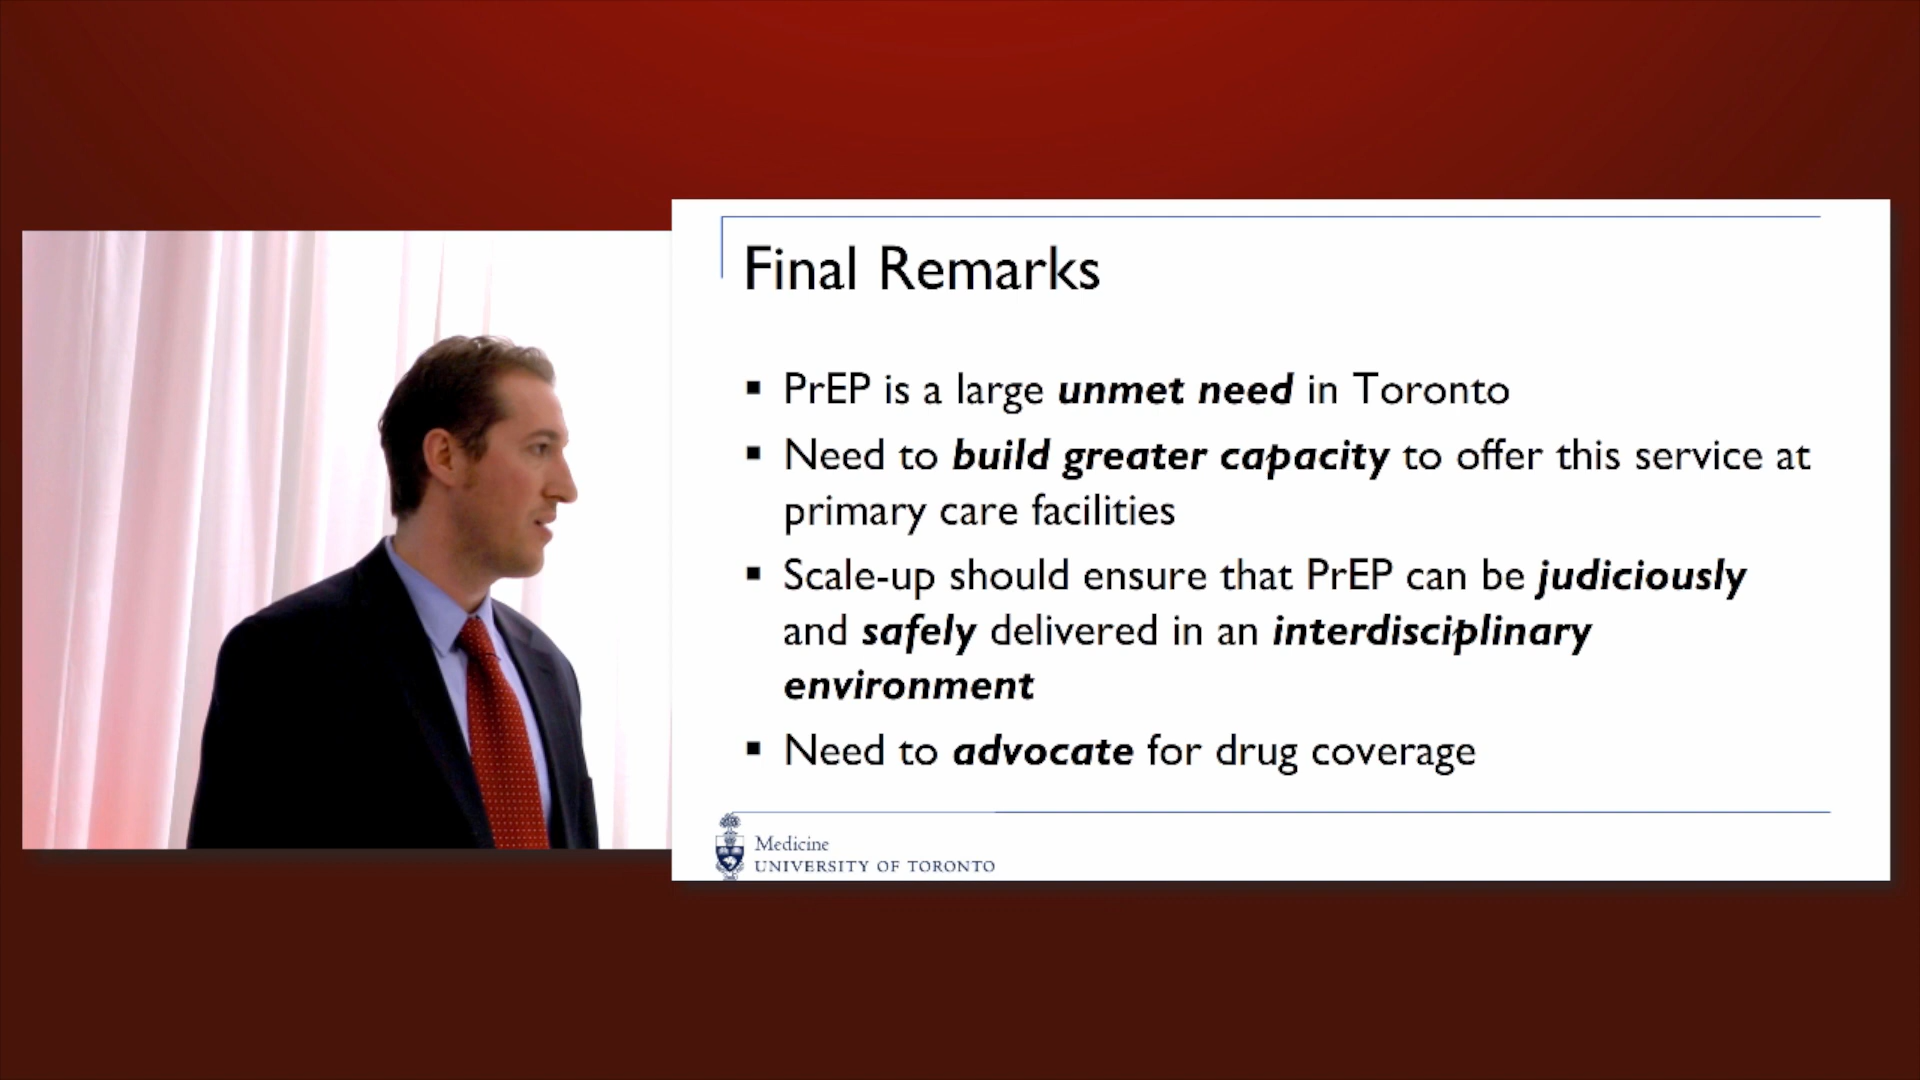 Final Remarks
▪ PrEP is a large unmet need in Toronto
▪ Need to build greater capacity to offer this service at
primary care facilities
▪ Scale-up should ensure that PrEP can be judiciously
and safely delivered in an interdisciplinary
environment
▪ Need to advocate for drug coverage
Medicine
UNIVERSITY OF TORONTO